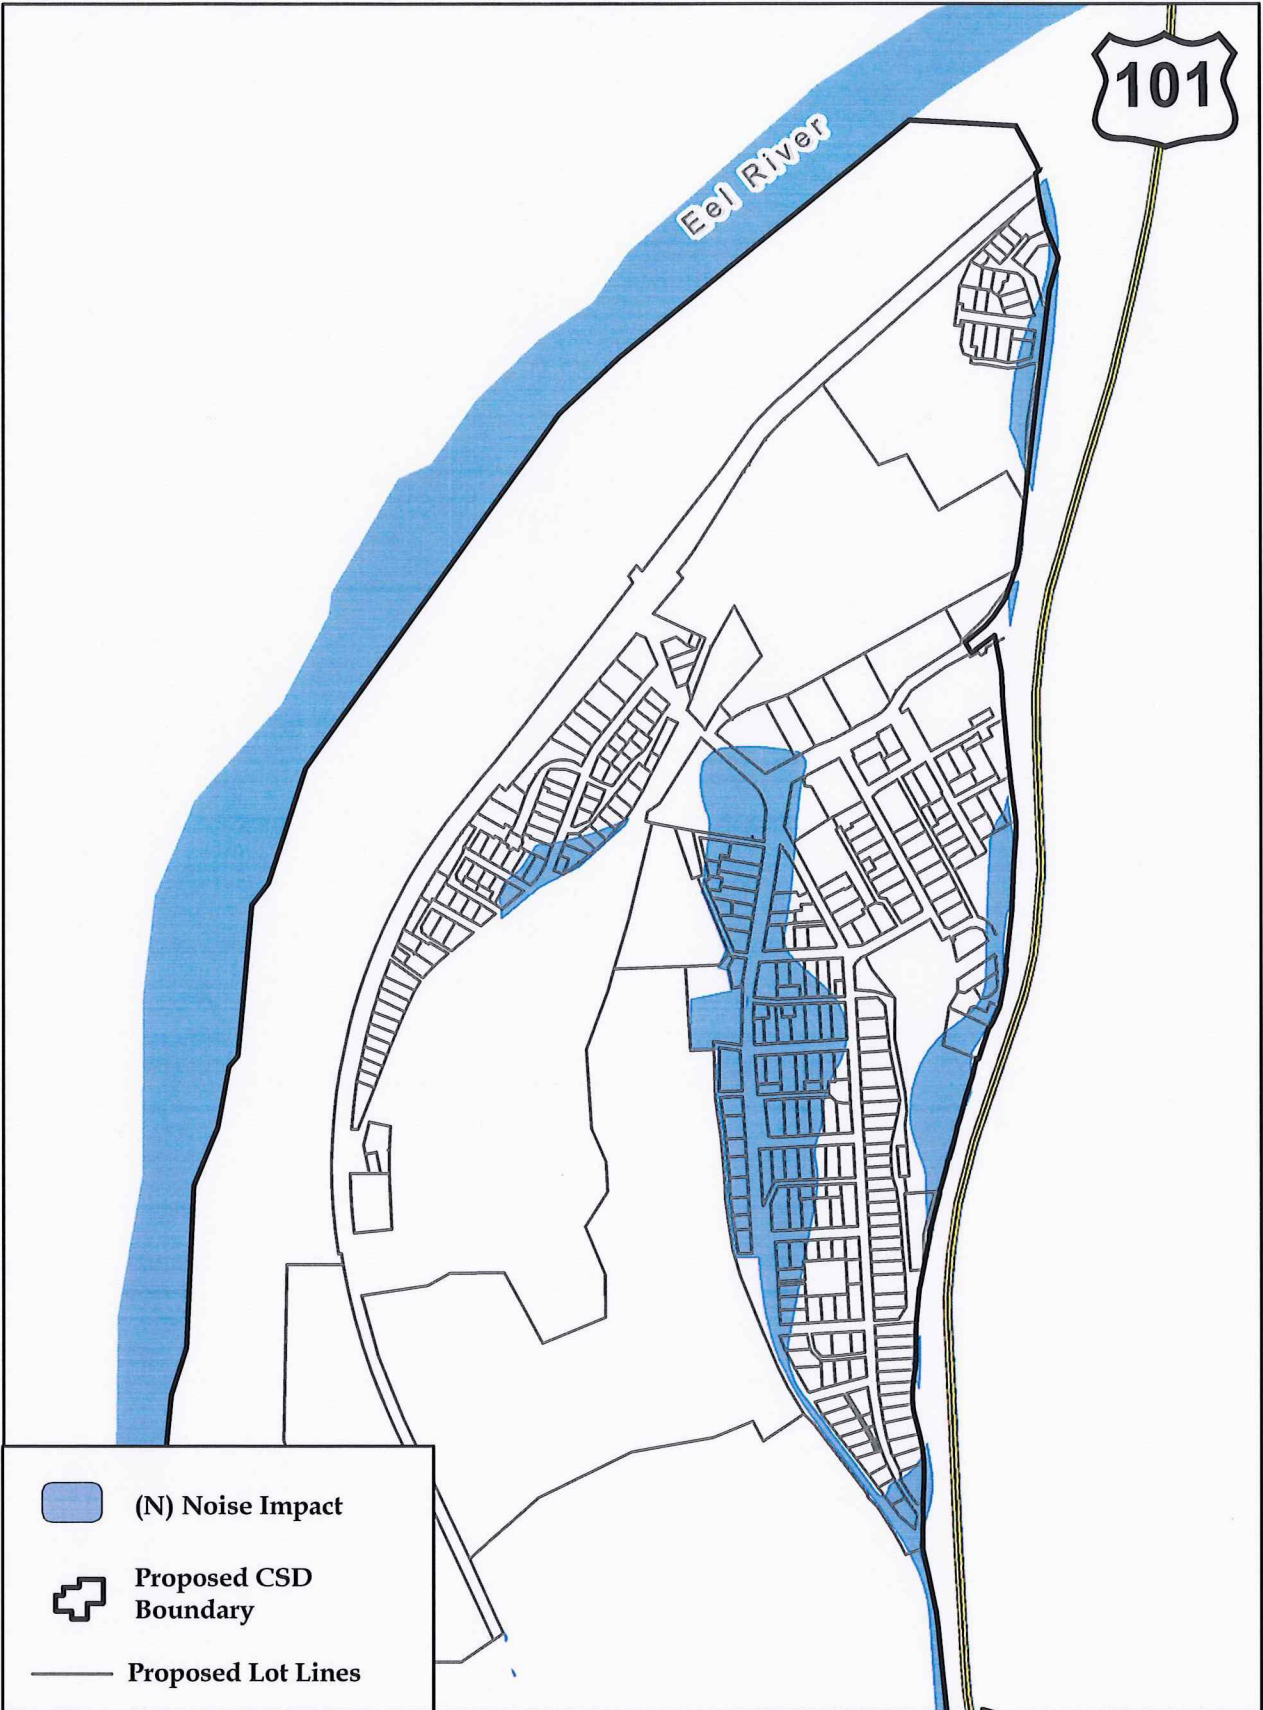 101
Eel River
(N) Noise Impact
Proposed CSD
Boundary
Proposed Lot Lines